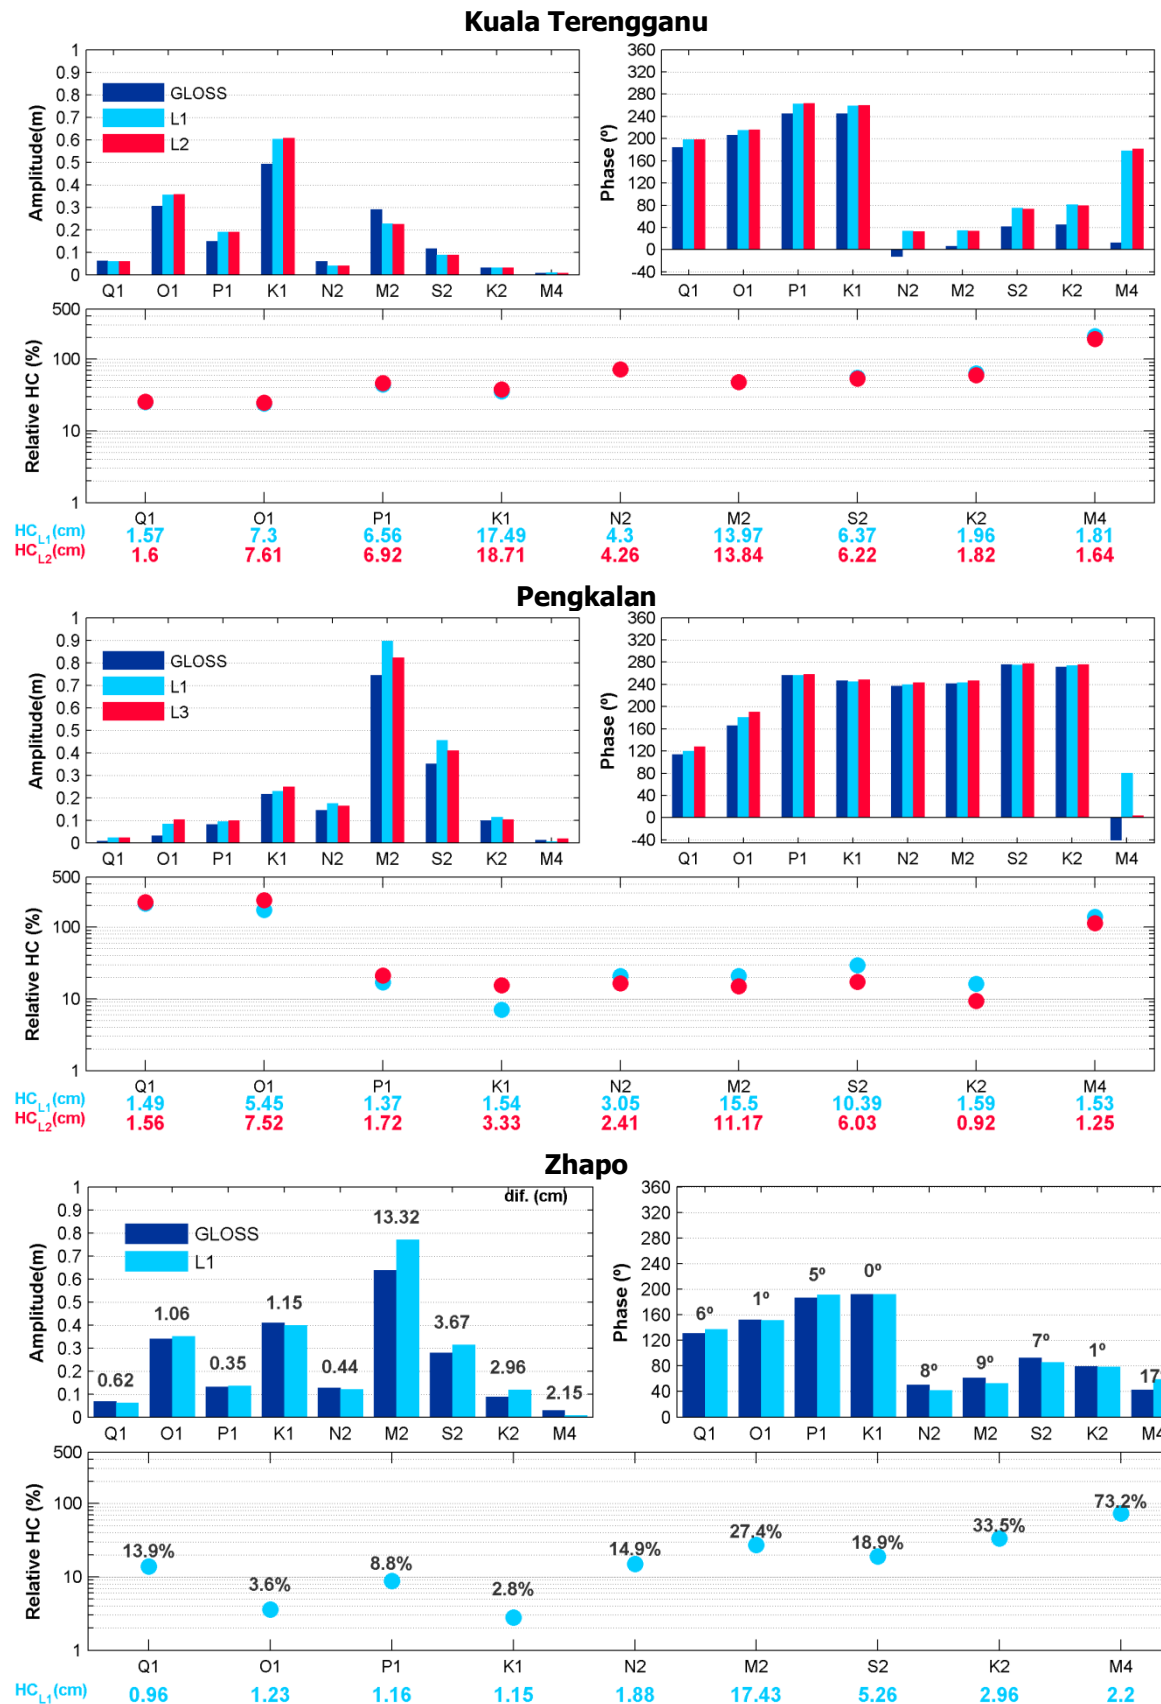 Kuala Terengganu
Amplitude(m)
1
0.9
0.8
0.7
0.6
0.5
0.4
0.3
0.2
0.1
0
GLOSS
L1
L2
Q1 O1 P1 K1 N2 M2 S2 K2 M4
Phase (º)
360
320
280
240
200
160
120
80
40
0
-40
Q1 O1 P1 K1 N2 M2 S2 K2 M4
Relative HC (%)
500
100
10
1
Q1 O1 P1 K1 N2 M2 S2 K2 M4
HC_L1(cm) 1.57 7.3 6.56 17.49 4.3 13.97 6.37 1.96 1.81
HC_L2(cm) 1.6 7.61 6.92 18.71 4.26 13.84 6.22 1.82 1.64
Pengkalan
Amplitude(m)
1
0.9
0.8
0.7
0.6
0.5
0.4
0.3
0.2
0.1
0
GLOSS
L1
L3
Q1 O1 P1 K1 N2 M2 S2 K2 M4
Phase (º)
360
320
280
240
200
160
120
80
40
0
-40
Q1 O1 P1 K1 N2 M2 S2 K2 M4
Relative HC (%)
500
100
10
1
Q1 O1 P1 K1 N2 M2 S2 K2 M4
HC_L1(cm) 1.49 5.45 1.37 1.54 3.05 15.5 10.39 1.59 1.53
HC_L2(cm) 1.56 7.52 1.72 3.33 2.41 11.17 6.03 0.92 1.25
Zhapo
Amplitude(m)
1
0.9
0.8
0.7
0.6
0.5
0.4
0.3
0.2
0.1
0
dif. (cm)
GLOSS
L1
0.62 1.06 0.35 1.15 0.44 13.32 3.67 2.96 2.15
Q1 O1 P1 K1 N2 M2 S2 K2 M4
Phase (º)
360
320
280
240
200
160
120
80
40
0
6º 1º 5º 0º 8º 9º 7º 1º 17
Q1 O1 P1 K1 N2 M2 S2 K2 M4
Relative HC (%)
500
100
10
1
13.9% 3.6% 8.8% 2.8% 14.9% 27.4% 18.9% 33.5% 73.2%
Q1 O1 P1 K1 N2 M2 S2 K2 M4
HC_L1(cm) 0.96 1.23 1.16 1.15 1.88 17.43 5.26 2.96 2.2